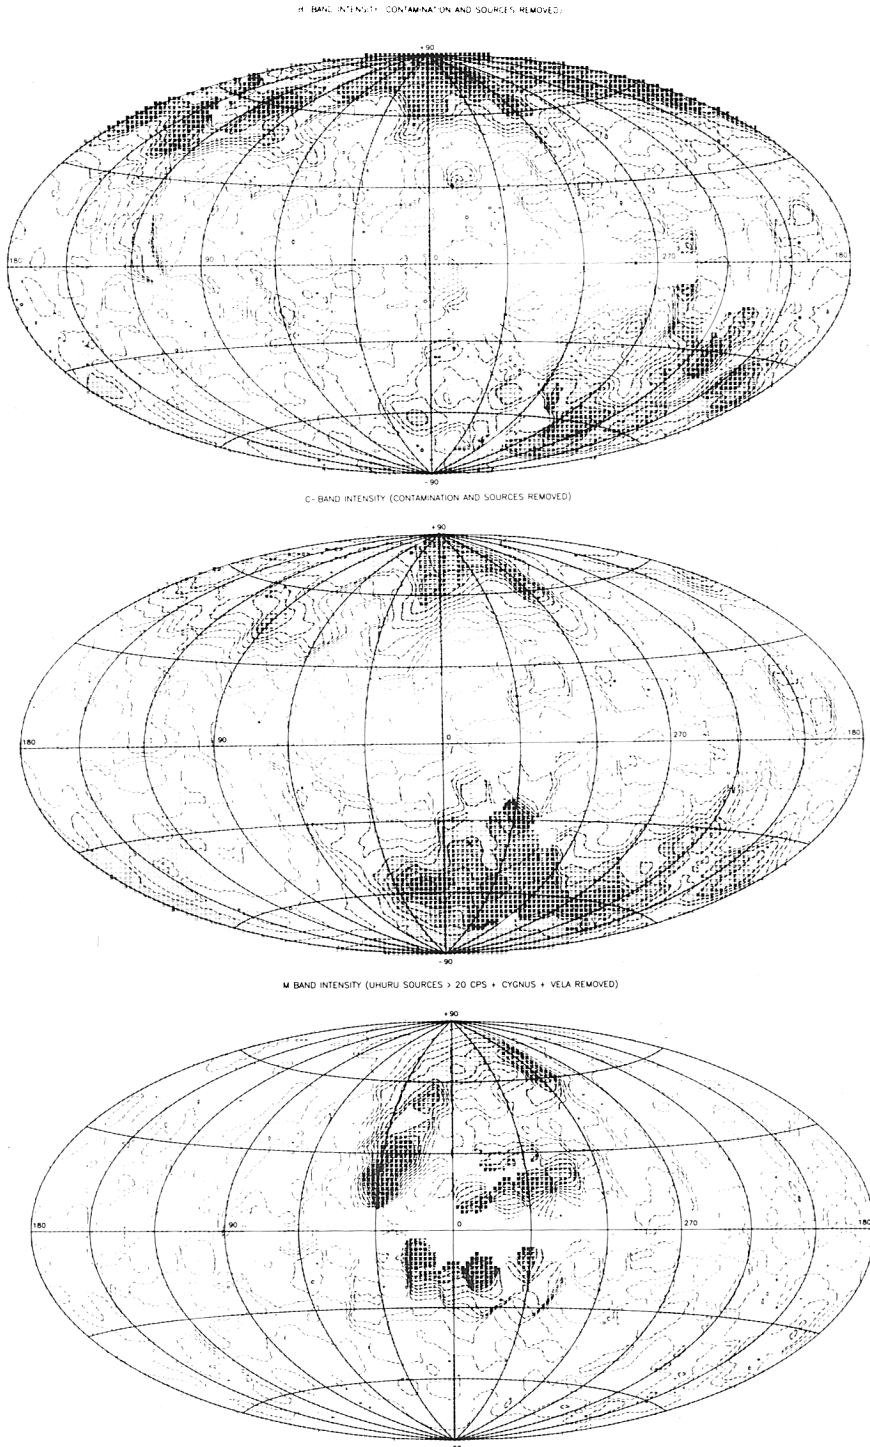 BAND INTENSITY (CONTAMINATION AND SOURCES REMOVED)
+90
180 90 0 270 180
-90
C-BAND INTENSITY (CONTAMINATION AND SOURCES REMOVED)
+90
180 90 0 270 180
-90
M BAND INTENSITY (UHURU SOURCES > 20 CPS + CYGNUS + VELA REMOVED)
+90
180 90 0 270 180